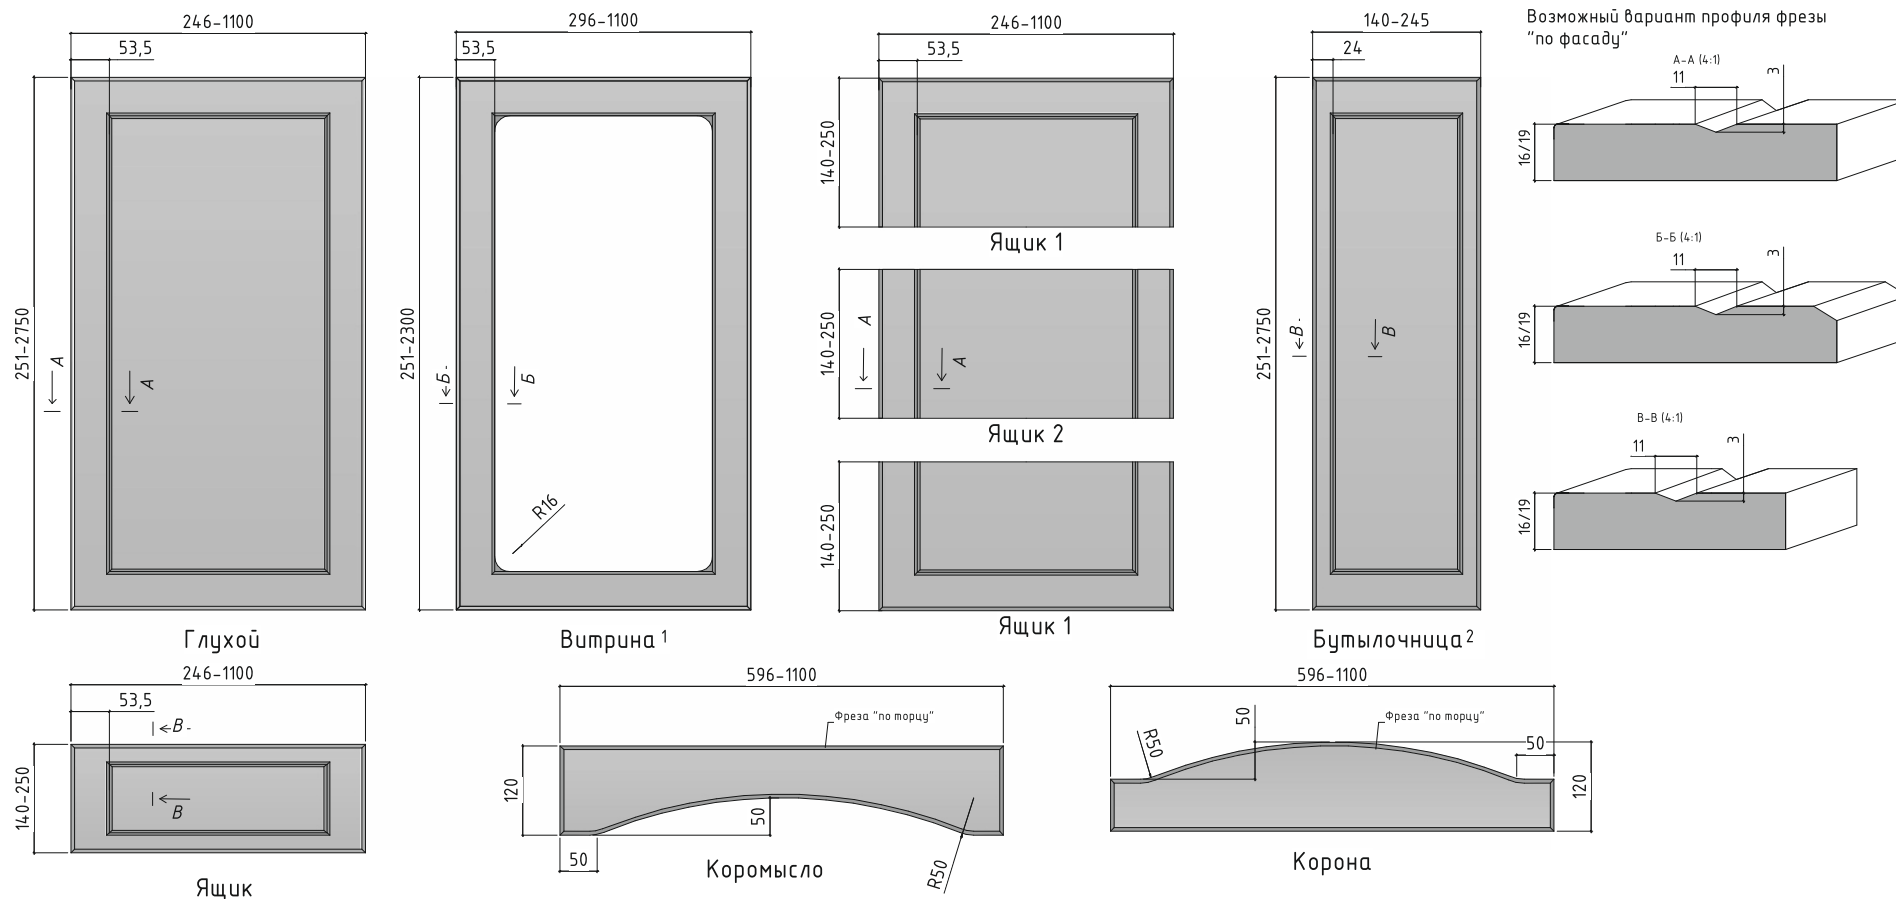 246-1100
53,5
251-2750
А
А
Глухой
296-1100
53,5
251-2300
Б
Б
R16
Витрина 1
246-1100
53,5
140-250
Ящик 1
140-250
А
А
Ящик 2
140-250
Ящик 1
140-245
24
251-2750
В
В
Бутылочница 2
Возможный вариант профиля фрезы
"по фасаду"
А-А (4:1)
11
3
16/19
Б-Б (4:1)
11
3
16/19
В-В (4:1)
11
3
16/19
246-1100
53,5
В
140-250
В
Ящик
596-1100
Фреза "по торцу"
120
50
50
R50
Коромысло
596-1100
50
Фреза "по торцу"
R50
50
120
Корона